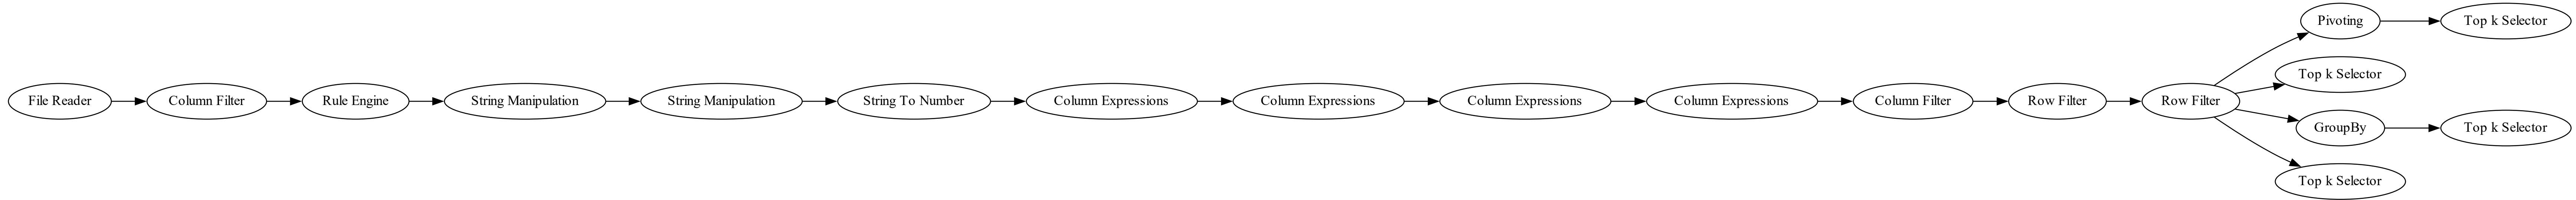 File Reader
Column Filter
Rule Engine
String Manipulation
String Manipulation
String To Number
Column Expressions
Column Expressions
Column Expressions
Column Expressions
Column Filter
Row Filter
Row Filter
Pivoting
Top k Selector
Top k Selector
GroupBy
Top k Selector
Top k Selector